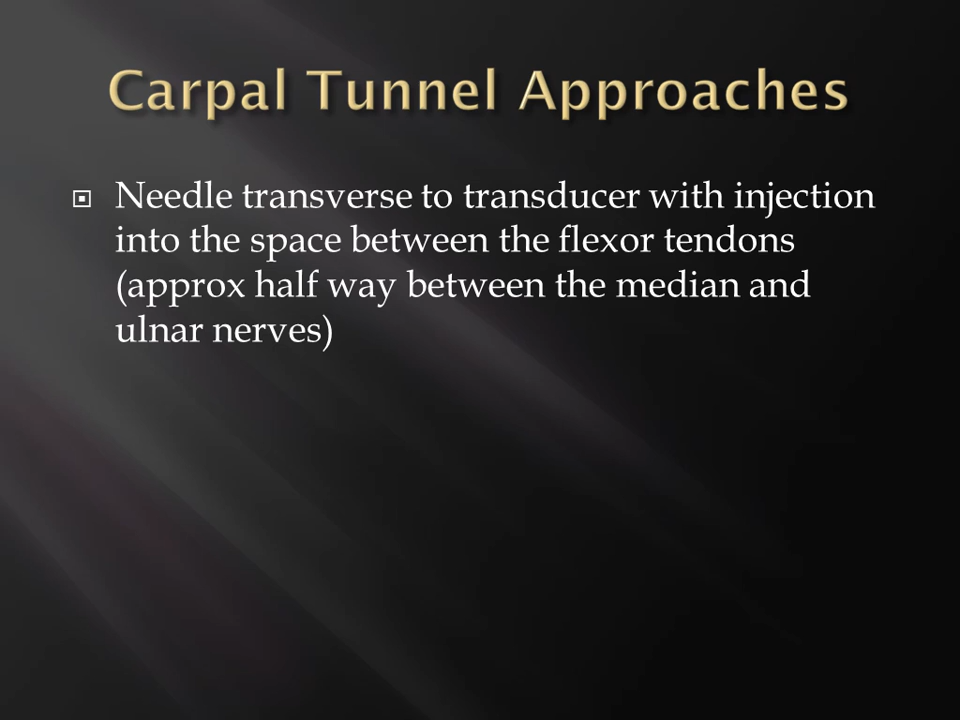 Carpal Tunnel Approaches
Needle transverse to transducer with injection
into the space between the flexor tendons
(approx half way between the median and
ulnar nerves)